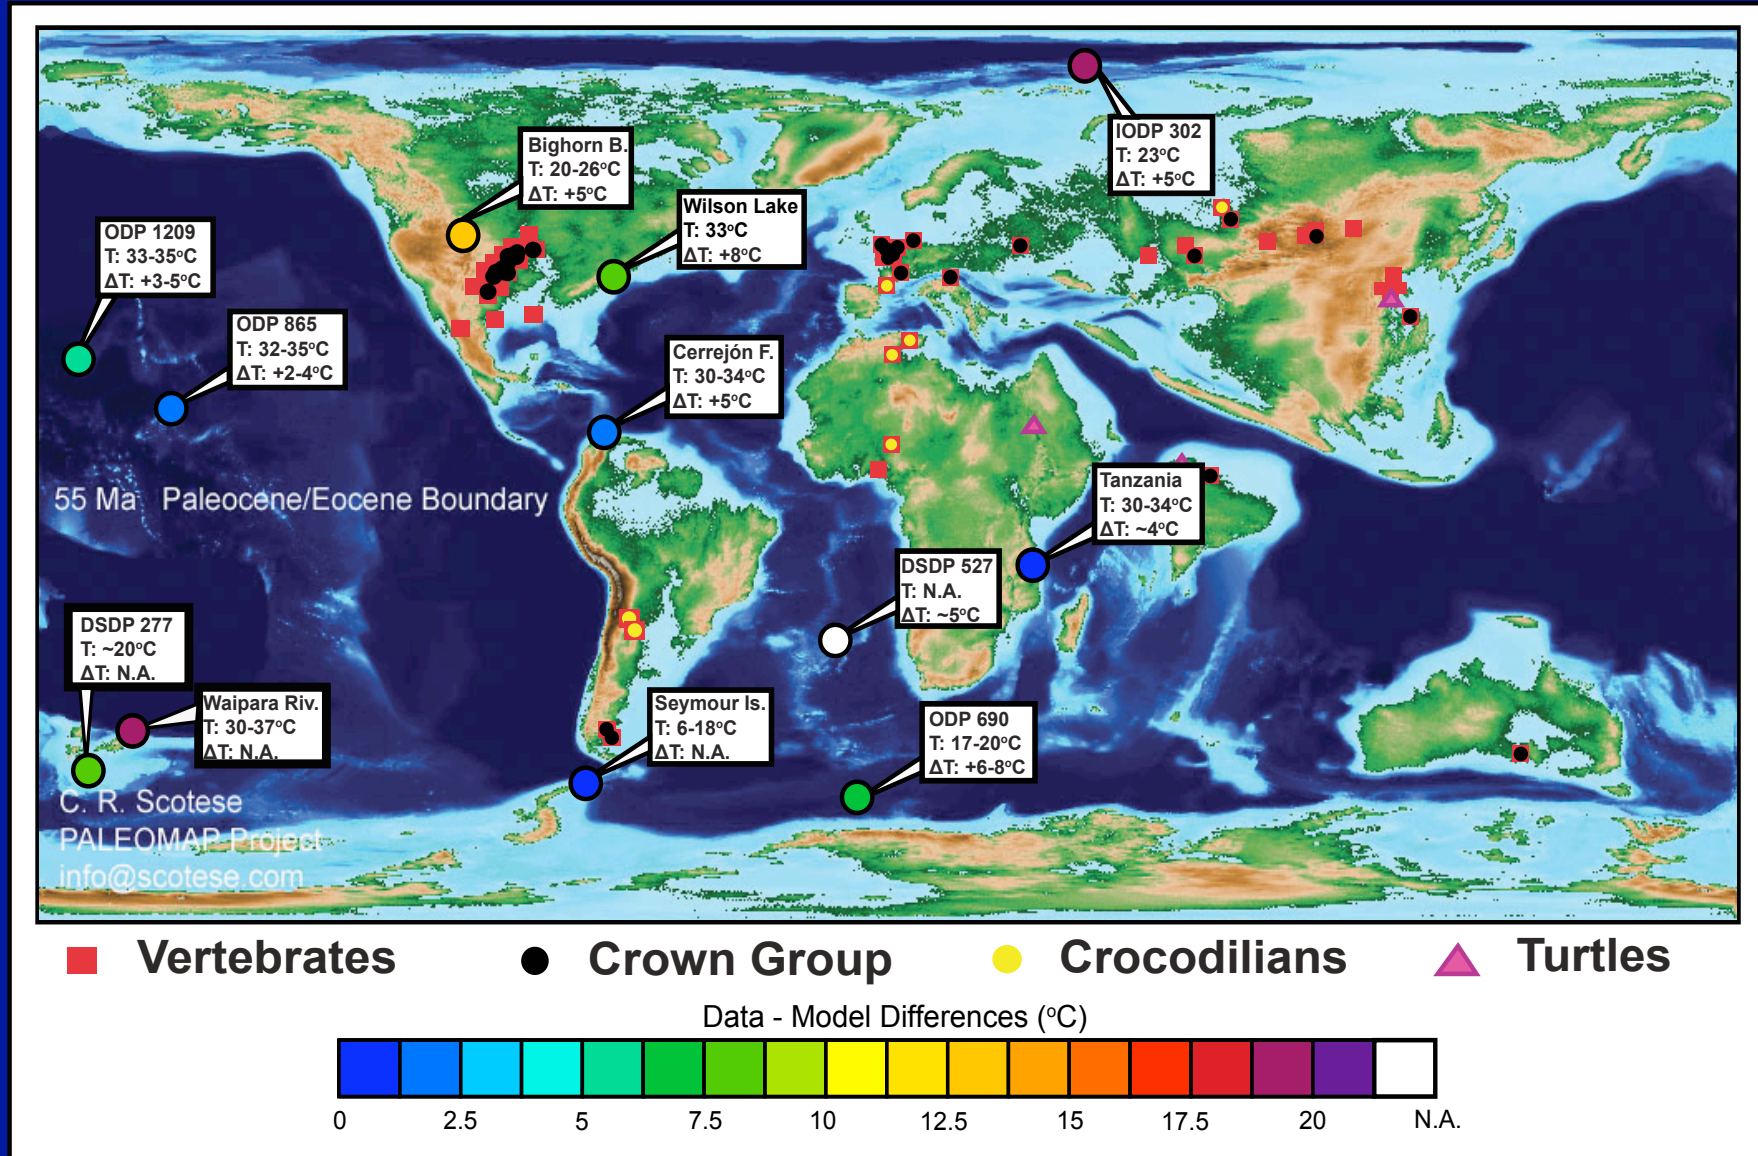 IODP 302
T: 23°C
ΔT: +5°C
Bighorn B.
T: 20-26°C
ΔT: +5°C
Wilson Lake
T: 33°C
ΔT: +8°C
ODP 1209
T: 33-35°C
ΔT: +3-5°C
ODP 865
T: 32-35°C
ΔT: +2-4°C
Cerrejón F.
T: 30-34°C
ΔT: +5°C
Tanzania
T: 30-34°C
ΔT: ~4°C
55 Ma Paleocene/Eocene Boundary
DSDP 527
T: N.A.
ΔT: ~5°C
DSDP 277
T: ~20°C
ΔT: N.A.
Waipara Riv.
T: 30-37°C
ΔT: N.A.
Seymour Is.
T: 6-18°C
ΔT: N.A.
ODP 690
T: 17-20°C
ΔT: +6-8°C
C. R. Scotese
PALEOMAP Project
info@scotese.com
Vertebrates Crown Group Crocodilians Turtles
Data - Model Differences (°C)
0 2.5 5 7.5 10 12.5 15 17.5 20 N.A.